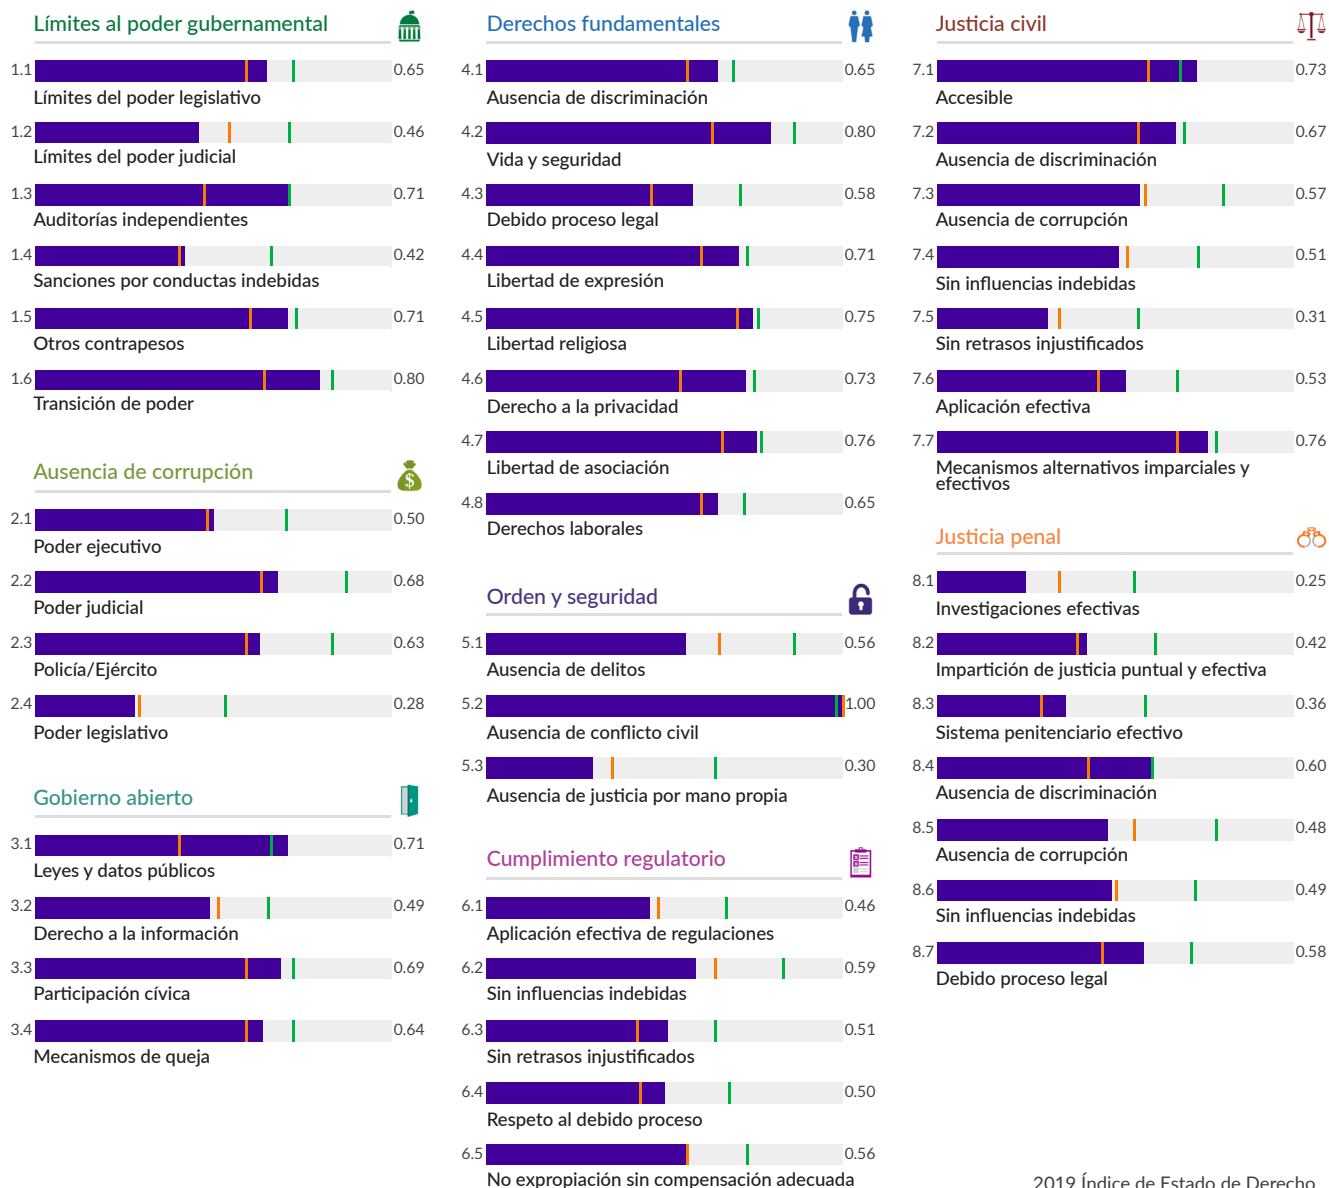 Límites al poder gubernamental
1.1 0.65
Límites del poder legislativo
1.2 0.46
Límites del poder judicial
1.3 0.71
Auditorías independientes
1.4 0.42
Sanciones por conductas indebidas
1.5 0.71
Otros contrapesos
1.6 0.80
Transición de poder
Ausencia de corrupción
$
2.1 0.50
Poder ejecutivo
2.2 0.68
Poder judicial
2.3 0.63
Policía/Ejército
2.4 0.28
Poder legislativo
Gobierno abierto
3.1 0.71
Leyes y datos públicos
3.2 0.49
Derecho a la información
3.3 0.69
Participación cívica
3.4 0.64
Mecanismos de queja
Derechos fundamentales
4.1 0.65
Ausencia de discriminación
4.2 0.80
Vida y seguridad
4.3 0.58
Debido proceso legal
4.4 0.71
Libertad de expresión
4.5 0.75
Libertad religiosa
4.6 0.73
Derecho a la privacidad
4.7 0.76
Libertad de asociación
4.8 0.65
Derechos laborales
Orden y seguridad
5.1 0.56
Ausencia de delitos
5.2 1.00
Ausencia de conflicto civil
5.3 0.30
Ausencia de justicia por mano propia
Cumplimiento regulatorio
6.1 0.46
Aplicación efectiva de regulaciones
6.2 0.59
Sin influencias indebidas
6.3 0.51
Sin retrasos injustificados
6.4 0.50
Respeto al debido proceso
6.5 0.56
No expropiación sin compensación adecuada
Justicia civil
7.1 0.73
Accesible
7.2 0.67
Ausencia de discriminación
7.3 0.57
Ausencia de corrupción
7.4 0.51
Sin influencias indebidas
7.5 0.31
Sin retrasos injustificados
7.6 0.53
Aplicación efectiva
7.7 0.76
Mecanismos alternativos imparciales y
efectivos
Justicia penal
8.1 0.25
Investigaciones efectivas
8.2 0.42
Impartición de justicia puntual y efectiva
8.3 0.36
Sistema penitenciario efectivo
8.4 0.60
Ausencia de discriminación
8.5 0.48
Ausencia de corrupción
8.6 0.49
Sin influencias indebidas
8.7 0.58
Debido proceso legal
2019 Índice de Estado de Derecho